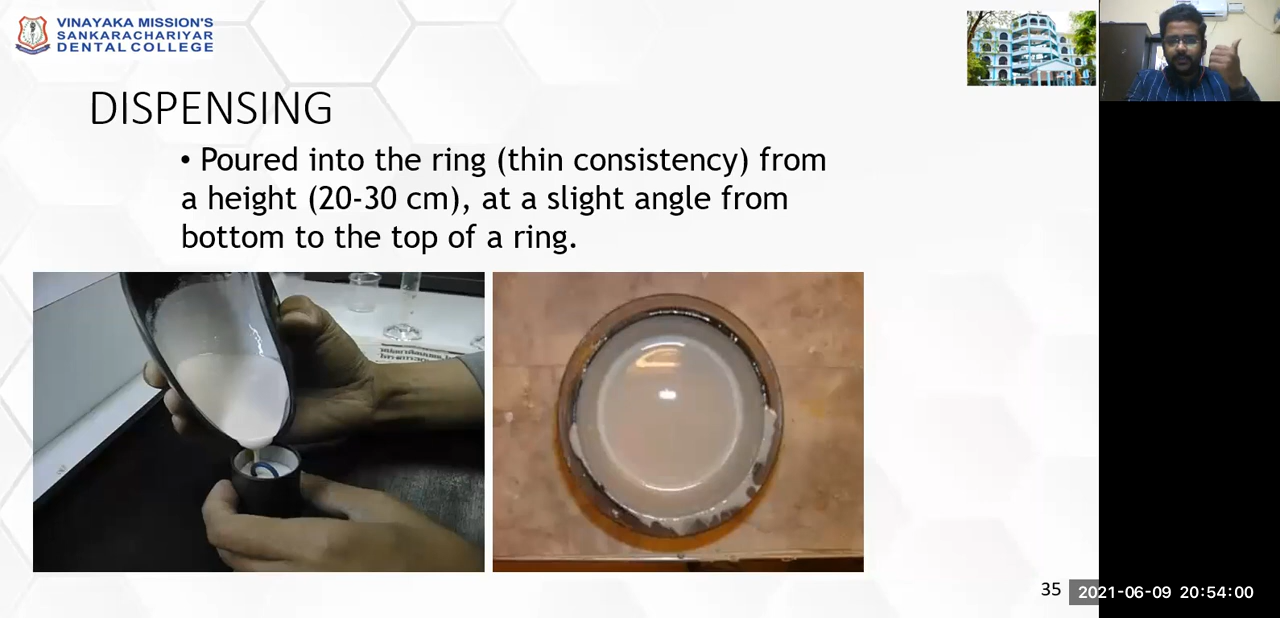 VINAYAKA MISSION'S
SANKARACHARIYAR
DENTAL COLLEGE
DISPENSING
• Poured into the ring (thin consistency) from
a height (20-30 cm), at a slight angle from
bottom to the top of a ring.
35
2021-06-09 20:54:00